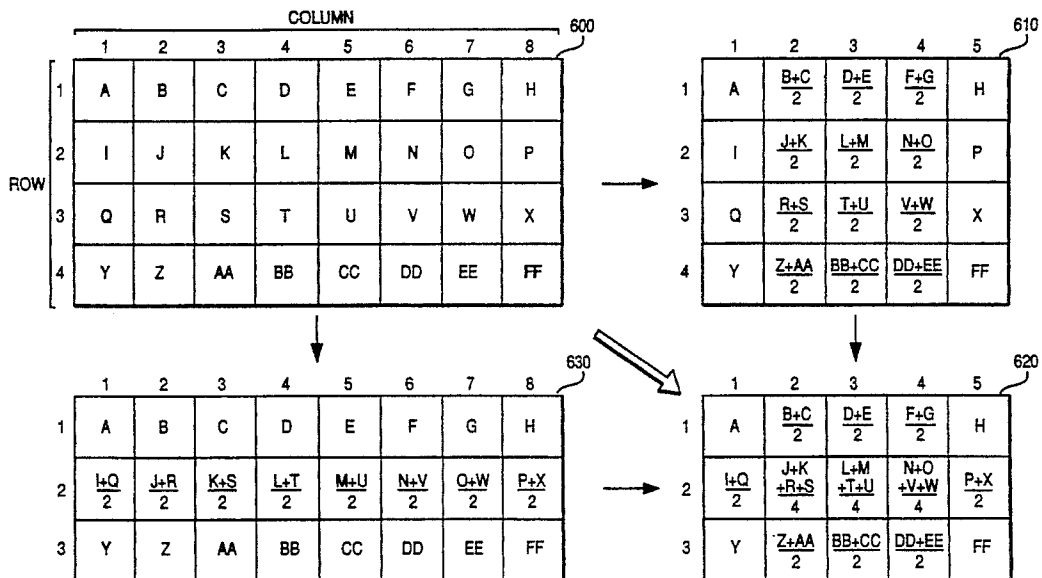 COLUMN
600
610
1 2 3 4 5 6 7 8
1 2 3 4 5
ROW
1 A B C D E F G H
2 I J K L M N O P
3 Q R S T U V W X
4 Y Z AA BB CC DD EE FF
1 A B+C/2 D+E/2 F+G/2 H
2 I J+K/2 L+M/2 N+O/2 P
3 Q R+S/2 T+U/2 V+W/2 X
4 Y Z+AA/2 BB+CC/2 DD+EE/2 FF
630
620
1 2 3 4 5 6 7 8
1 A B C D E F G H
2 I+Q/2 J+R/2 K+S/2 L+T/2 M+U/2 N+V/2 O+W/2 P+X/2
3 Y Z AA BB CC DD EE FF
1 2 3 4 5
1 A B+C/2 D+E/2 F+G/2 H
2 I+Q/2 J+K+R+S/4 L+M+T+U/4 N+O+V+W/4 P+X/2
3 Y Z+AA/2 BB+CC/2 DD+EE/2 FF